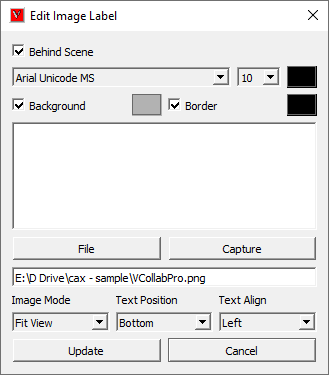 Edit Image Label
Behind Scene
Arial Unicode MS 10
Background Border
File Capture
E:\D Drive\cax - sample\VCollabPro.png
Image Mode Text Position Text Align
Fit View Bottom Left
Update Cancel